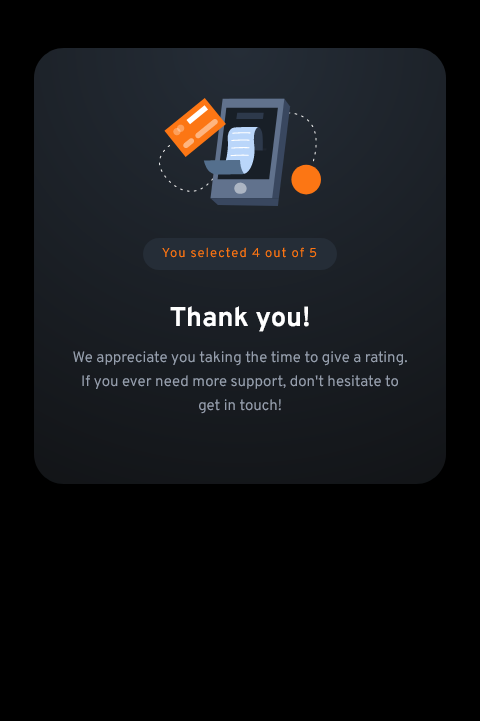 You selected 4 out of 5
Thank you!
We appreciate you taking the time to give a rating.
If you ever need more support, don't hesitate to
get in touch!